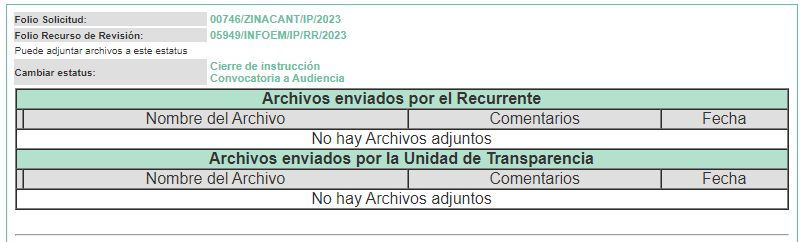 Folio Solicitud: 00746/ZINACANT/IP/2023
Folio Recurso de Revisión: 05949/INFOEM/IP/RR/2023
Puede adjuntar archivos a este estatus
Cambiar estatus: Cierre de instrucción
Convocatoria a Audiencia
Archivos enviados por el Recurrente
Nombre del Archivo Comentarios Fecha
No hay Archivos adjuntos
Archivos enviados por la Unidad de Transparencia
Nombre del Archivo Comentarios Fecha
No hay Archivos adjuntos